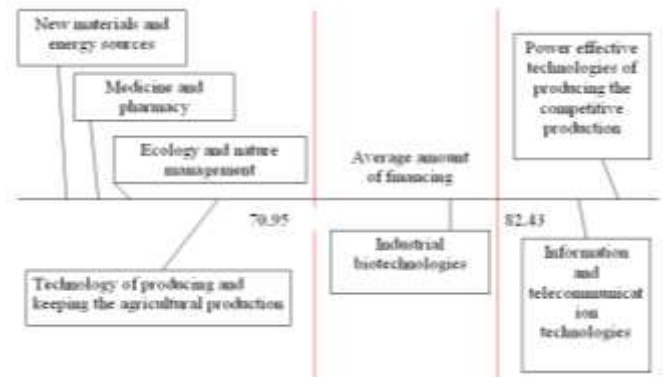 New materials and
energy sources
Medicine and
pharmacy
Ecology and nature
management
Average amount
of financing
Power effective
technologies of
producing the
competitive
production
70.95
82.43
Technology of producing and
keeping the agricultural production
Industrial
biotechnologies
Information
and
telecommunicat
ion
technologies